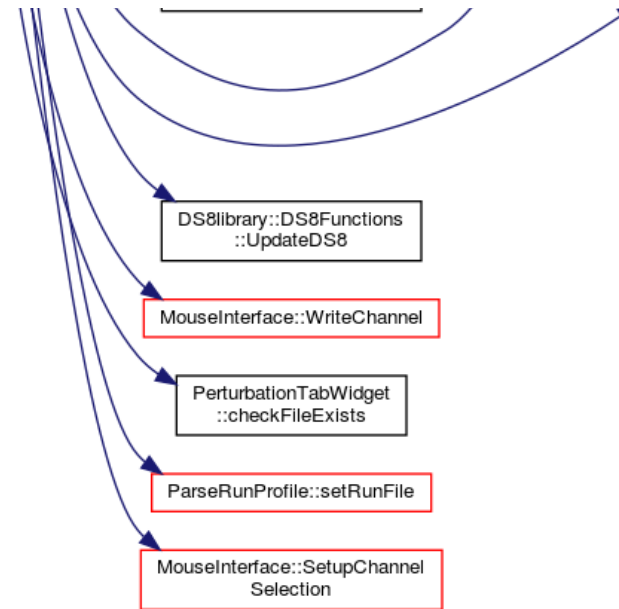 DS8library::DS8Functions
::UpdateDS8
MouseInterface::WriteChannel
PerturbationTabWidget
::checkFileExists
ParseRunProfile::setRunFile
MouseInterface::SetupChannel
Selection